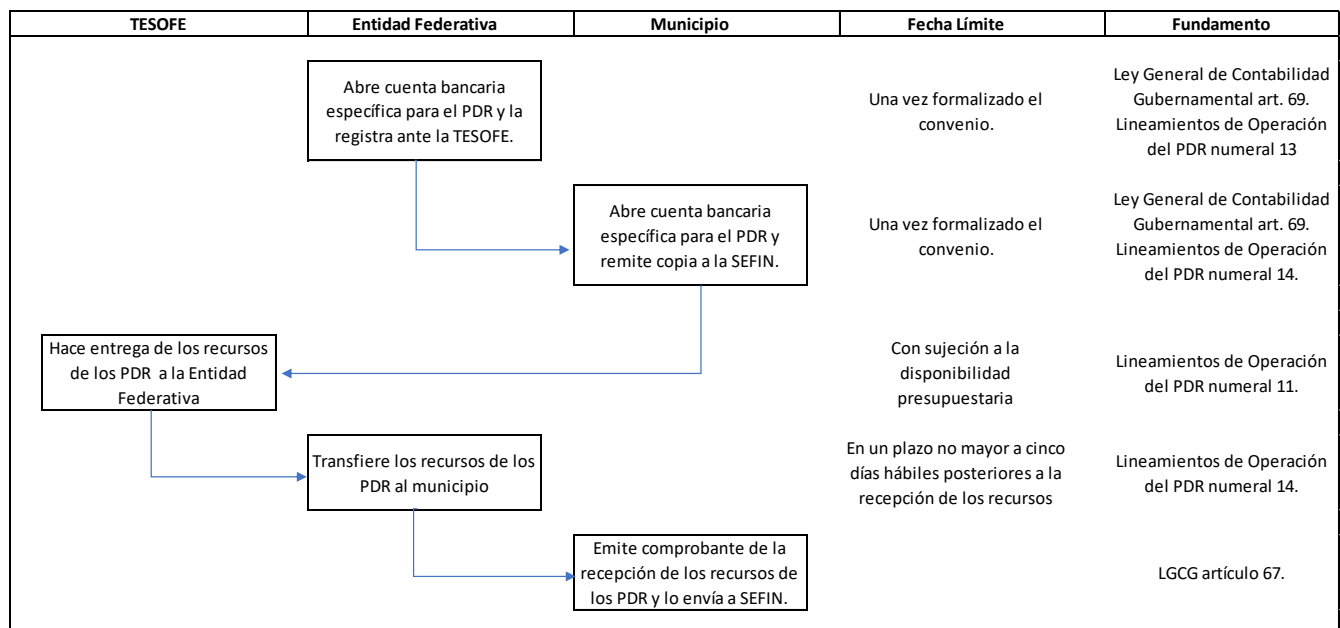 TESOFE
Entidad Federativa
Municipio
Fecha Límite
Fundamento
Abre cuenta bancaria
específica para el PDR y la
registra ante la TESOFE.
Una vez formalizado el
convenio.
Ley General de Contabilidad
Gubernamental art. 69.
Lineamientos de Operación
del PDR numeral 13
Abre cuenta bancaria
específica para el PDR y
remite copia a la SEFIN.
Una vez formalizado el
convenio.
Ley General de Contabilidad
Gubernamental art. 69.
Lineamientos de Operación
del PDR numeral 14.
Hace entrega de los recursos
de los PDR a la Entidad
Federativa
Con sujeción a la
disponibilidad
presupuestaria
Lineamientos de Operación
del PDR numeral 11.
Transfiere los recursos de los
PDR al municipio
En un plazo no mayor a cinco
días hábiles posteriores a la
recepción de los recursos
Lineamientos de Operación
del PDR numeral 14.
Emite comprobante de la
recepción de los recursos de
los PDR y lo envía a SEFIN.
LGCG artículo 67.